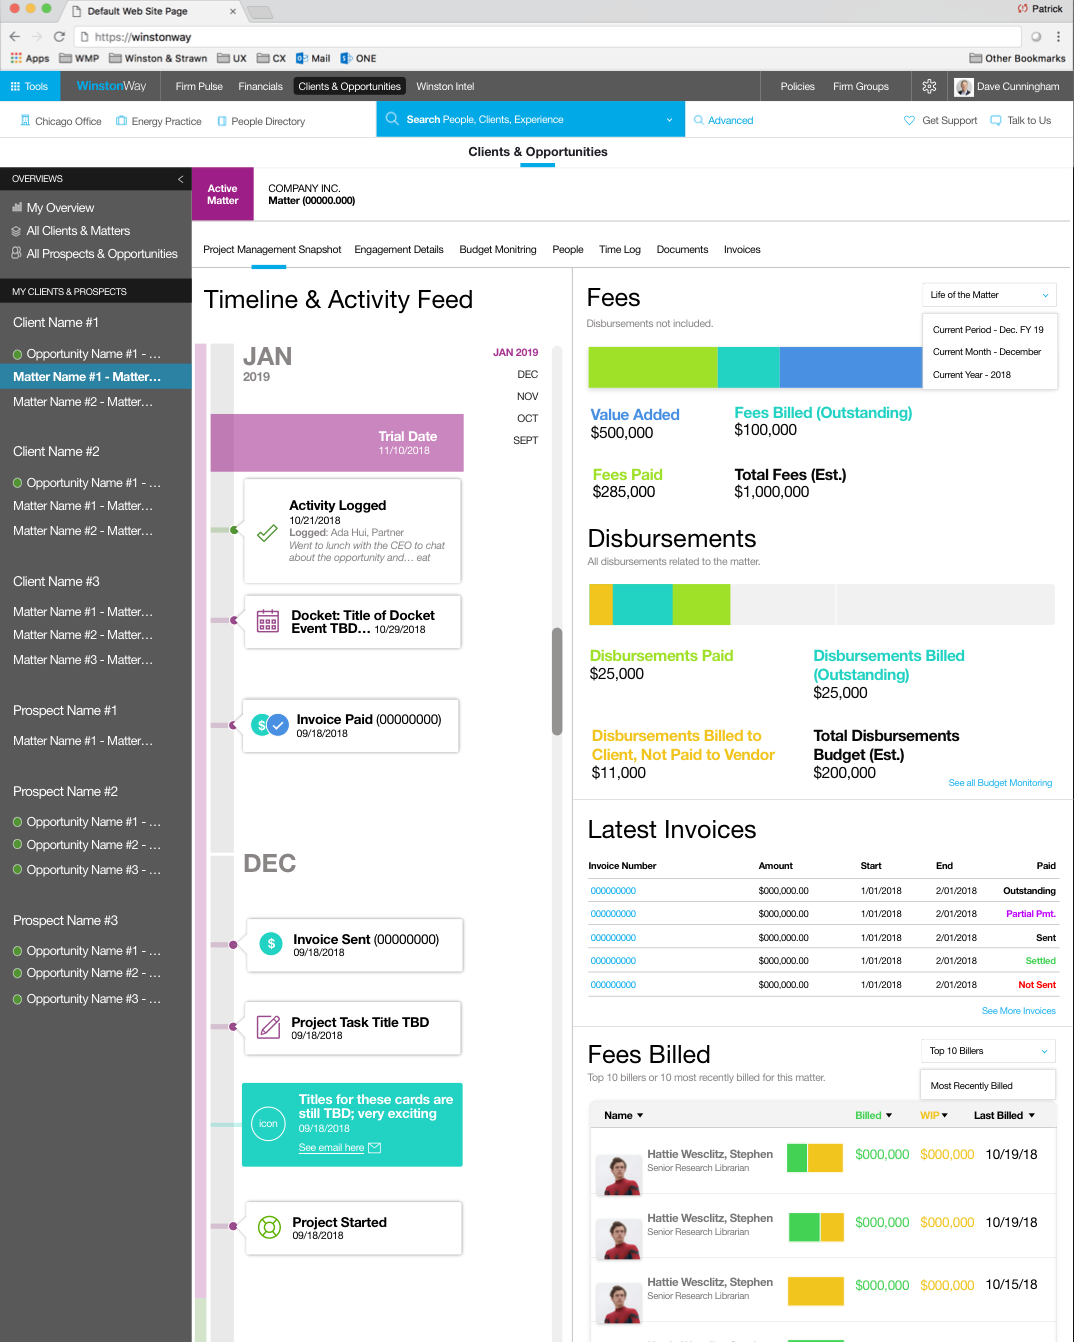 Default Web Site Page
Patrick
https://winstonway
Apps WMP Winston & Strawn UX CX Mail ONE Other Bookmarks
Tools WinstonWay Firm Pulse Financials Clients & Opportunities Winston Intel Policies Firm Groups Dave Cunningham
Chicago Office Energy Practice People Directory Search People, Clients, Experience Advanced Get Support Talk to Us
Clients & Opportunities
OVERVIEWS <
My Overview
All Clients & Matters
All Prospects & Opportunities
MY CLIENTS & PROSPECTS
Client Name #1
Opportunity Name #1 - ...
Matter Name #1 - Matter...
Matter Name #2 - Matter...
Client Name #2
Opportunity Name #1 - ...
Matter Name #1 - Matter...
Matter Name #2 - Matter...
Client Name #3
Matter Name #1 - Matter...
Matter Name #2 - Matter...
Matter Name #3 - Matter...
Prospect Name #1
Matter Name #1 - Matter...
Prospect Name #2
Opportunity Name #1 - ...
Opportunity Name #2 - ...
Opportunity Name #3 - ...
Prospect Name #3
Opportunity Name #1 - ...
Opportunity Name #2 - ...
Opportunity Name #3 - ...
Active
Matter
COMPANY INC.
Matter (00000.000)
Project Management Snapshot Engagement Details Budget Monitring People Time Log Documents Invoices
Timeline & Activity Feed
JAN
2019
JAN 2019
DEC
NOV
OCT
SEPT
Trial Date
11/10/2018
Activity Logged
10/21/2018
Logged: Ada Hui, Partner
Went to lunch with the CEO to chat
about the opportunity and... eat
Docket: Title of Docket
Event TBD... 10/29/2018
$
Invoice Paid (00000000)
09/18/2018
DEC
$
Invoice Sent (00000000)
09/18/2018
Project Task Title TBD
09/18/2018
icon
Titles for these cards are
still TBD; very exciting
09/18/2018
See email here
Project Started
09/18/2018
Fees
Disbursements not included.
Life of the Matter
Current Period - Dec. FY 19
Current Month - December
Current Year - 2018
Value Added
$500,000
Fees Billed (Outstanding)
$100,000
Fees Paid
$285,000
Total Fees (Est.)
$1,000,000
Disbursements
All disbursements related to the matter.
Disbursements Paid
$25,000
Disbursements Billed
(Outstanding)
$25,000
Disbursements Billed to
Client, Not Paid to Vendor
$11,000
Total Disbursements
Budget (Est.)
$200,000
See all Budget Monitoring
Latest Invoices
Invoice Number Amount Start End Paid
000000000 $000,000.00 1/01/2018 2/01/2018 Outstanding
000000000 $000,000.00 1/01/2018 2/01/2018 Partial Pmt.
000000000 $000,000.00 1/01/2018 2/01/2018 Sent
000000000 $000,000.00 1/01/2018 2/01/2018 Settled
000000000 $000,000.00 1/01/2018 2/01/2018 Not Sent
See More Invoices
Fees Billed
Top 10 billers or 10 most recently billed for this matter.
Top 10 Billers
Most Recently Billed
Name Billed WIP Last Billed
Hattie Wesclitz, Stephen $000,000 $000,000 10/19/18
Senior Research Librarian
Hattie Wesclitz, Stephen $000,000 $000,000 10/19/18
Senior Research Librarian
Hattie Wesclitz, Stephen $000,000 $000,000 10/15/18
Senior Research Librarian